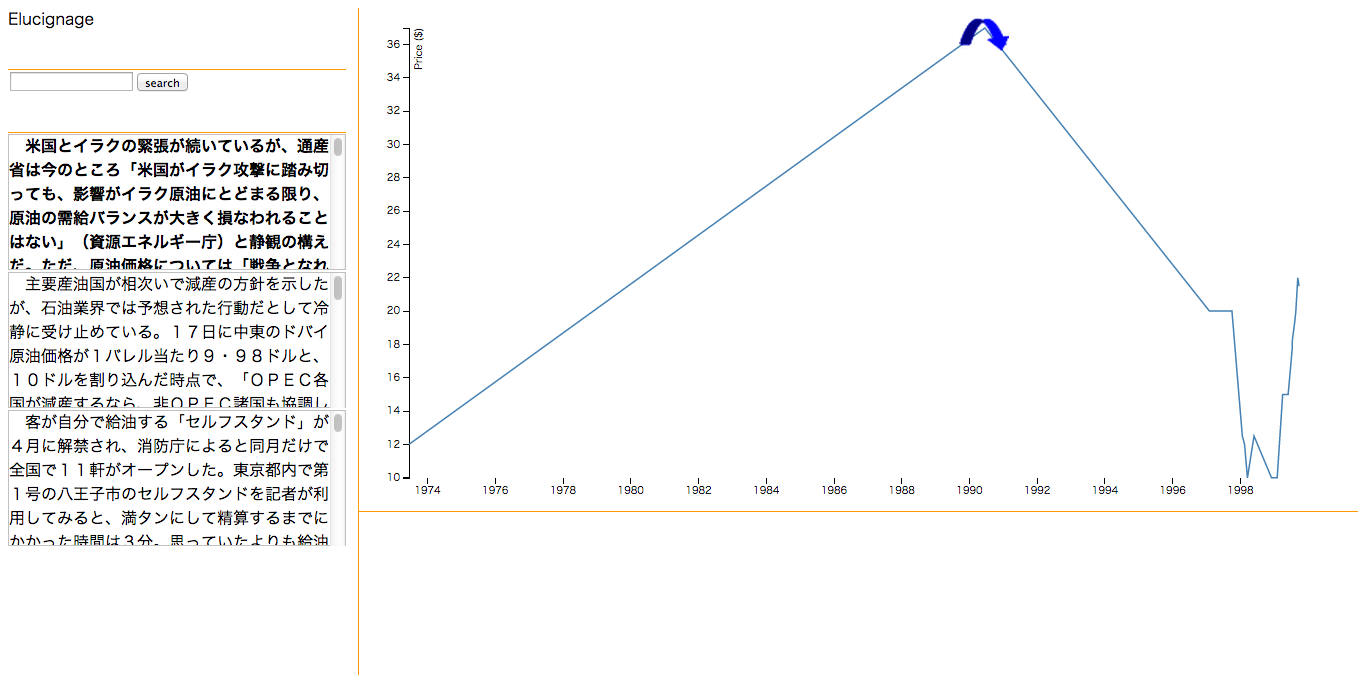 Elucignage
search
　米国とイラクの緊張が続いているが、通産
省は今のところ「米国がイラク攻撃に踏み切
っても、影響がイラク原油にとどまる限り、
原油の需給バランスが大きく損なわれること
はない」（資源エネルギー庁）と静観の構え
だ。ただ、原油価格については「戦争となれ
　主要産油国が相次いで減産の方針を示した
が、石油業界では予想された行動だとして冷
静に受け止めている。１７日に中東のドバイ
原油価格が１バレル当たり９・９８ドルと、
１０ドルを割り込んだ時点で、「ＯＰＥＣ各
国が減産するなら、非ＯＰＥＣ諸国も協調し
　客が自分で給油する「セルフスタンド」が
４月に解禁され、消防庁によると同月だけで
全国で１１軒がオープンした。東京都内で第
１号の八王子市のセルフスタンドを記者が利
用してみると、満タンにして精算するまでに
かかった時間は３分。思っていたよりも給油
Price ($)
36
34
32
30
28
26
24
22
20
18
16
14
12
10
1974 1976 1978 1980 1982 1984 1986 1988 1990 1992 1994 1996 1998